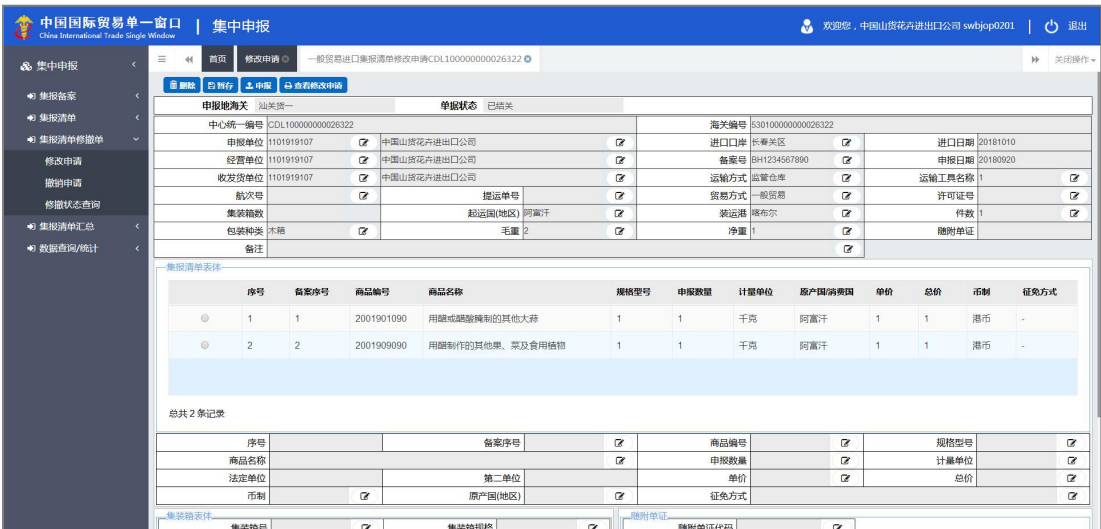 中国国际贸易单一窗口 | 集中申报 欢迎您，中国山货花卉进出口公司 swbjop0201 | 退出
China International Trade Single Window
集中申报 首页 修改申请 一般贸易进口集报清单修改申请CDL100000000026322 关闭操作
删除 暂存 申报 查看修改申请
集报备案
集报清单
集报清单修撤单
修改申请
撤销申请
修撤状态查询
集报清单汇总
数据查询/统计
申报地海关 汕关货一 单据状态 已结关
中心统一编号 CDL100000000026322 海关编号 530100000000026322
申报单位 1101919107 中国山货花卉进出口公司 进口口岸 长春关区 进口日期 20181010
经营单位 1101919107 中国山货花卉进出口公司 备案号 BH1234567890 申报日期 20180920
收发货单位 1101919107 中国山货花卉进出口公司 运输方式 监管仓库 运输工具名称 1
航次号 提运单号 贸易方式 一般贸易 许可证号
集装箱数 起运国(地区) 阿富汗 装运港 喀布尔 件数 1
包装种类 木箱 毛重 2 净重 1 随附单证
备注
集报清单表体
序号 备案序号 商品编号 商品名称 规格型号 申报数量 计量单位 原产国/消费国 单价 总价 币制 征免方式
1 1 2001901090 用醋或醋酸腌制的其他大蒜 1 1 千克 阿富汗 1 1 港币 -
2 2 2001909090 用醋制作的其他果、菜及食用植物 1 1 千克 阿富汗 1 1 港币 -
总共 2 条记录
序号 备案序号 商品编号 规格型号
商品名称 申报数量 计量单位
法定单位 第二单位 单价 总价
币制 原产国(地区) 征免方式
集装箱表体 随附单证
集装箱号 集装箱规格 随附单证代码